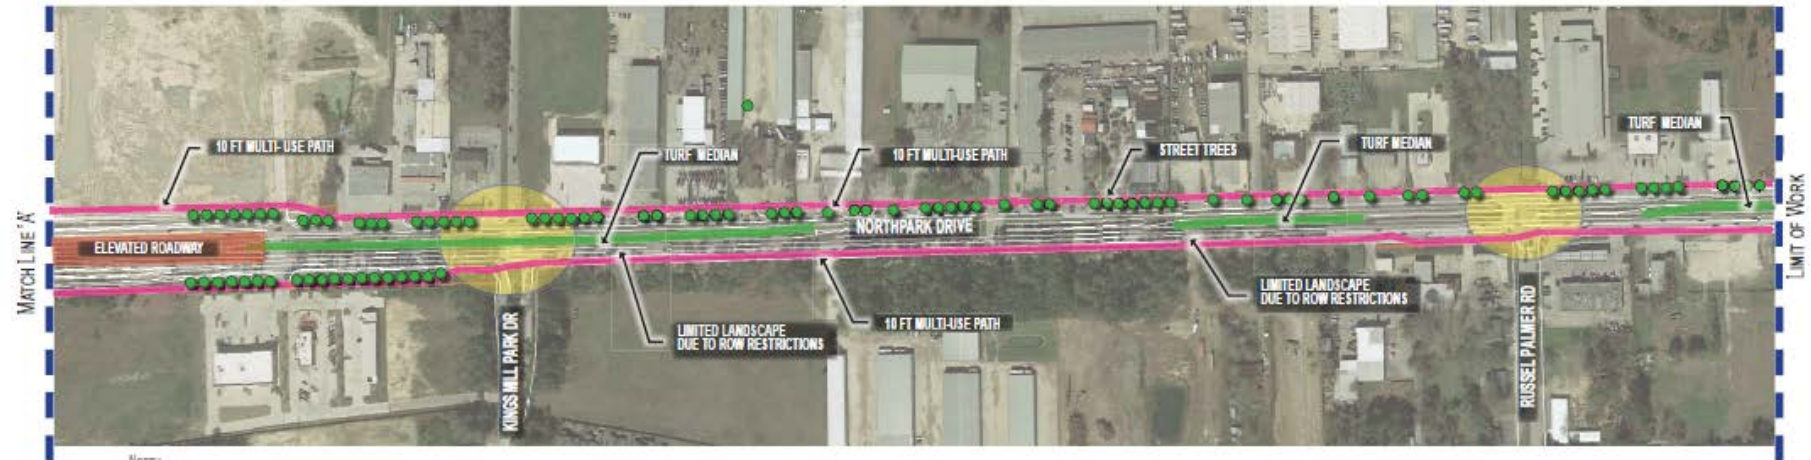 10 FT MULTI- USE PATH
TURF MEDIAN
10 FT MULTI-USE PATH
STREET TREES
TURF MEDIAN
TURF MEDIAN
MATCH LINE 'A'
ELEVATED ROADWAY
NORTHPARK DRIVE
LIMIT OF WORK
KINGS MILL PARK DR
LIMITED LANDSCAPE
DUE TO ROW RESTRICTIONS
10 FT MULTI-USE PATH
LIMITED LANDSCAPE
DUE TO ROW RESTRICTIONS
RUSSEL PALMER RD